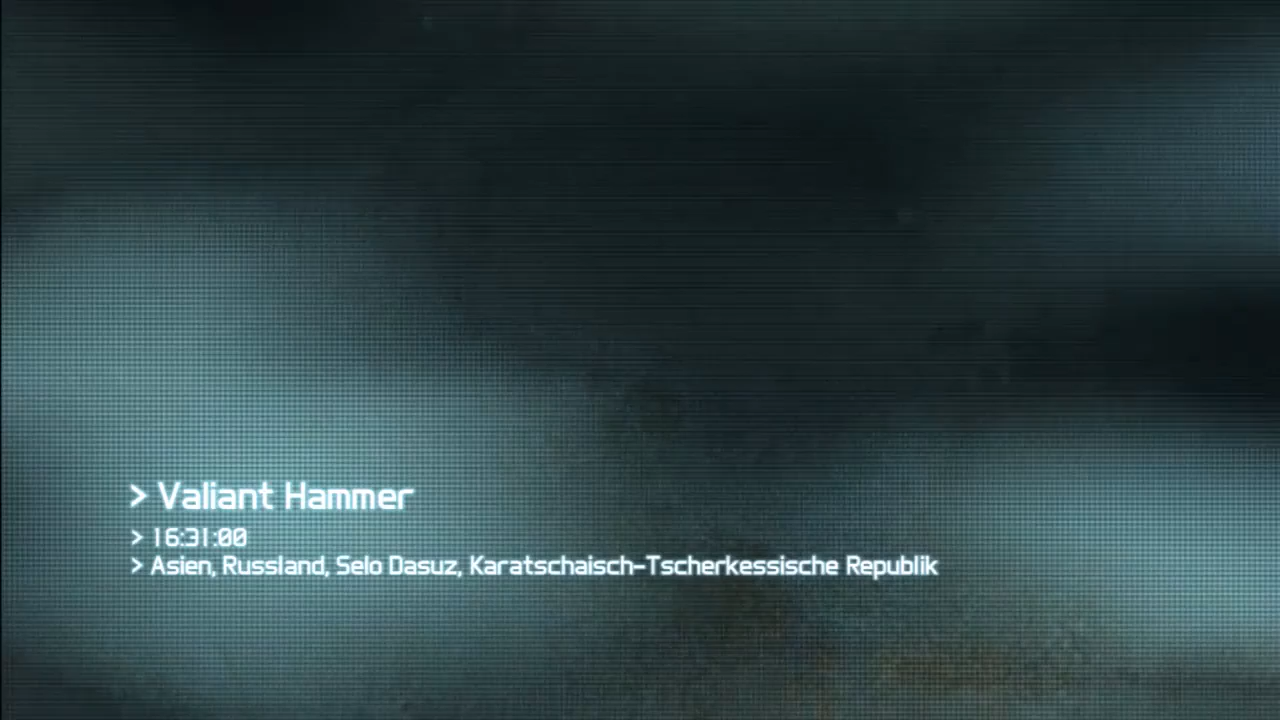 > Valiant Hammer
> 16:31:00
> Asien, Russland, Selo Dasuz, Karatschaisch-Tscherkessische Republik